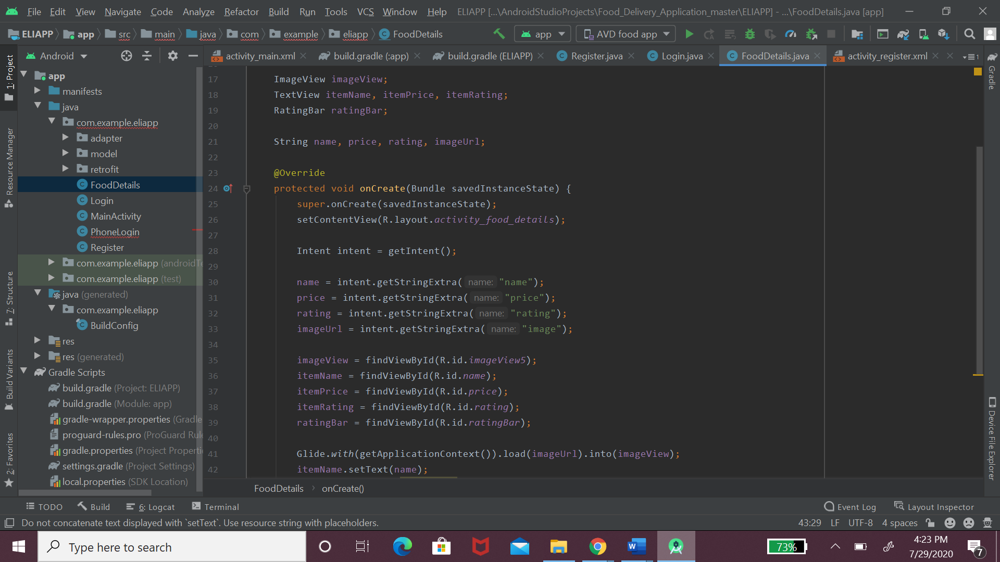 File Edit View Navigate Code Analyze Refactor Build Run Tools VCS Window Help ELIAPP [...\AndroidStudioProjects\Food_Delivery_Application_master\ELIAPP] - ...\FoodDetails.java [app]
ELIAPP app src main java com example eliapp FoodDetails app AVD food app
Android activity_main.xml build.gradle (:app) build.gradle (ELIAPP) Register.java Login.java FoodDetails.java activity_register.xml 1
1: Project
Resource Manager
7: Structure
Build Variants
2: Favorites
app
manifests
java
com.example.eliapp
adapter
model
retrofit
FoodDetails
Login
MainActivity
PhoneLogin
Register
com.example.eliapp (androidTe
com.example.eliapp (test)
java (generated)
com.example.eliapp
BuildConfig
res
res (generated)
Gradle Scripts
build.gradle (Project: ELIAPP)
build.gradle (Module: app)
gradle-wrapper.properties (Gradle
proguard-rules.pro (ProGuard Rul
gradle.properties (Project Properti
settings.gradle (Project Settings)
local.properties (SDK Location)
17 ImageView imageView;
18 TextView itemName, itemPrice, itemRating;
19 RatingBar ratingBar;
20
21 String name, price, rating, imageUrl;
22
23 @Override
24 protected void onCreate(Bundle savedInstanceState) {
25 super.onCreate(savedInstanceState);
26 setContentView(R.layout.activity_food_details);
27
28 Intent intent = getIntent();
29
30 name = intent.getStringExtra( name: "name");
31 price = intent.getStringExtra( name: "price");
32 rating = intent.getStringExtra( name: "rating");
33 imageUrl = intent.getStringExtra( name: "image");
34
35 imageView = findViewById(R.id.imageView5);
36 itemName = findViewById(R.id.name);
37 itemPrice = findViewById(R.id.price);
38 itemRating = findViewById(R.id.rating);
39 ratingBar = findViewById(R.id.ratingBar);
40
41 Glide.with(getApplicationContext()).load(imageUrl).into(imageView);
42 itemName.setText(name);
FoodDetails onCreate()
Gradle
Device File Explorer
TODO Build 6: Logcat Terminal Event Log Layout Inspector
Do not concatenate text displayed with `setText`. Use resource string with placeholders. 43:29 LF UTF-8 4 spaces
Type here to search
W
73%
4:23 PM
7/29/2020
7